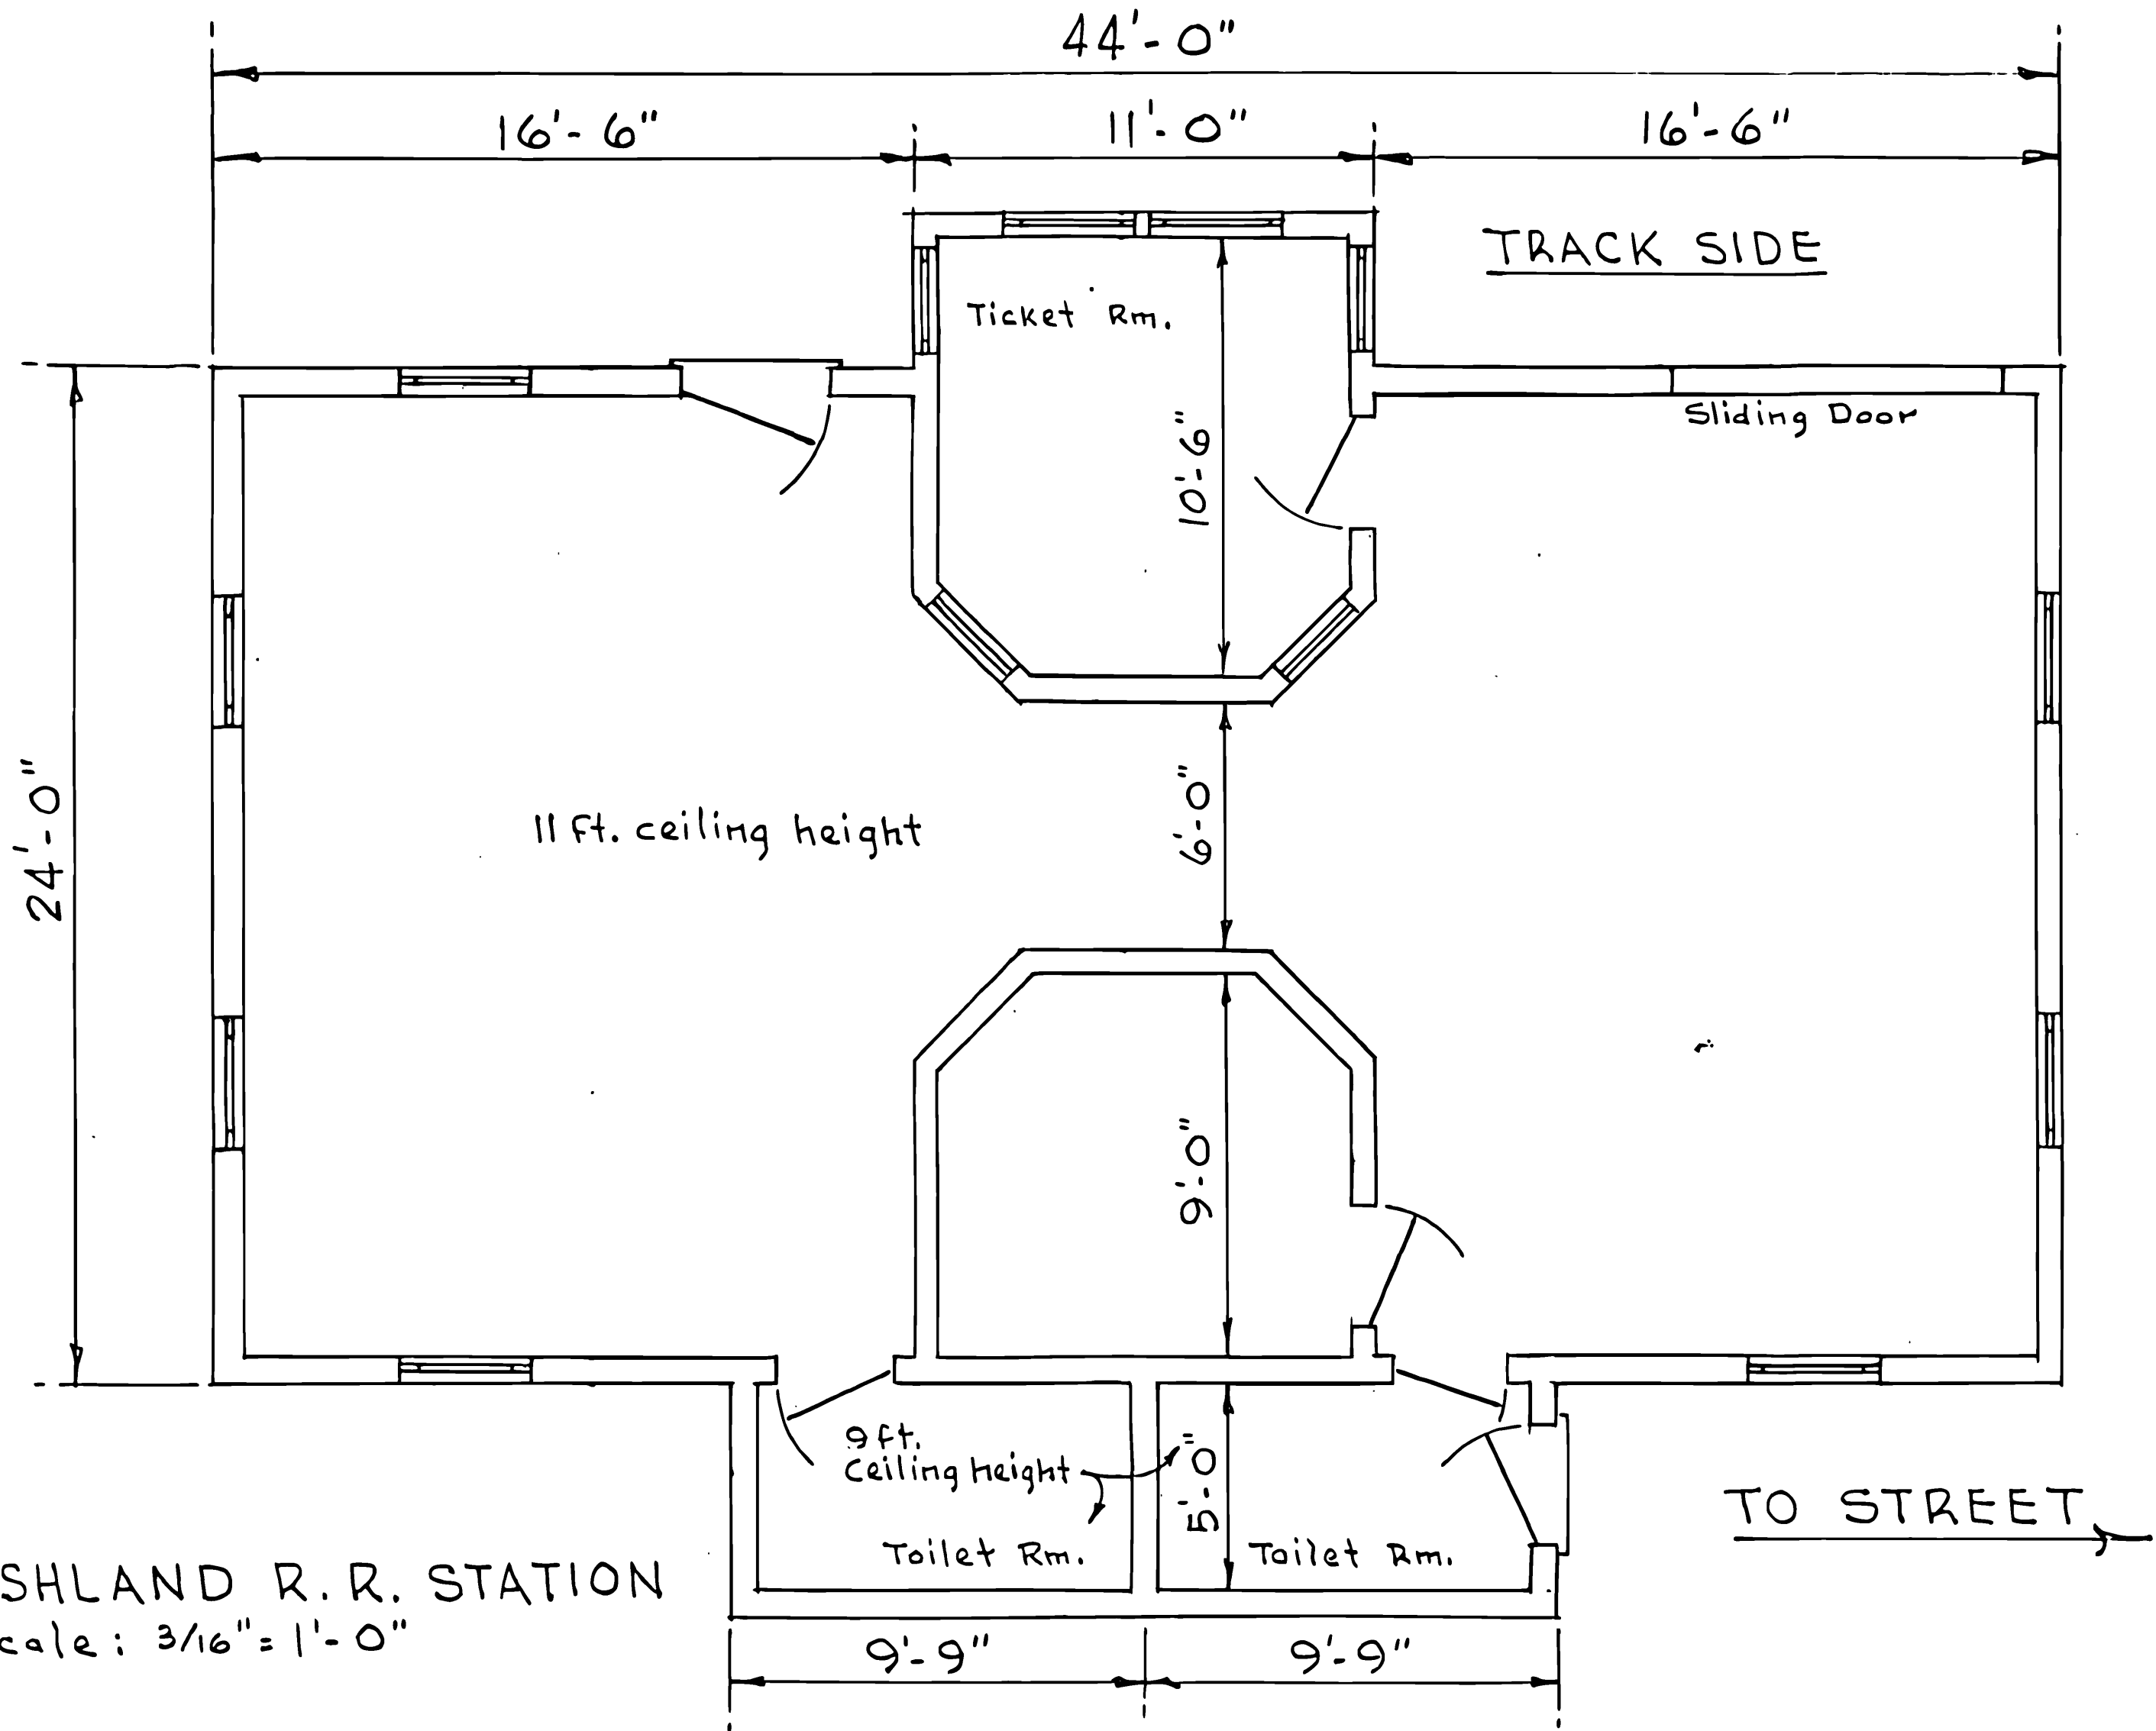 44'-0"
16'-6" 11'-0" 16'-6"
TRACK SIDE
Ticket Rm.
Sliding Door
10'-6"
24'-0"
11 ft. ceiling height
6'-0"
9'-0"
9 ft.
Ceiling height
5'-0"
Toilet Rm. Toilet Rm.
TO STREET
SHLAND R. R. STATION
cale: 3/16"=1'-0"
9'-9" 9'-9"